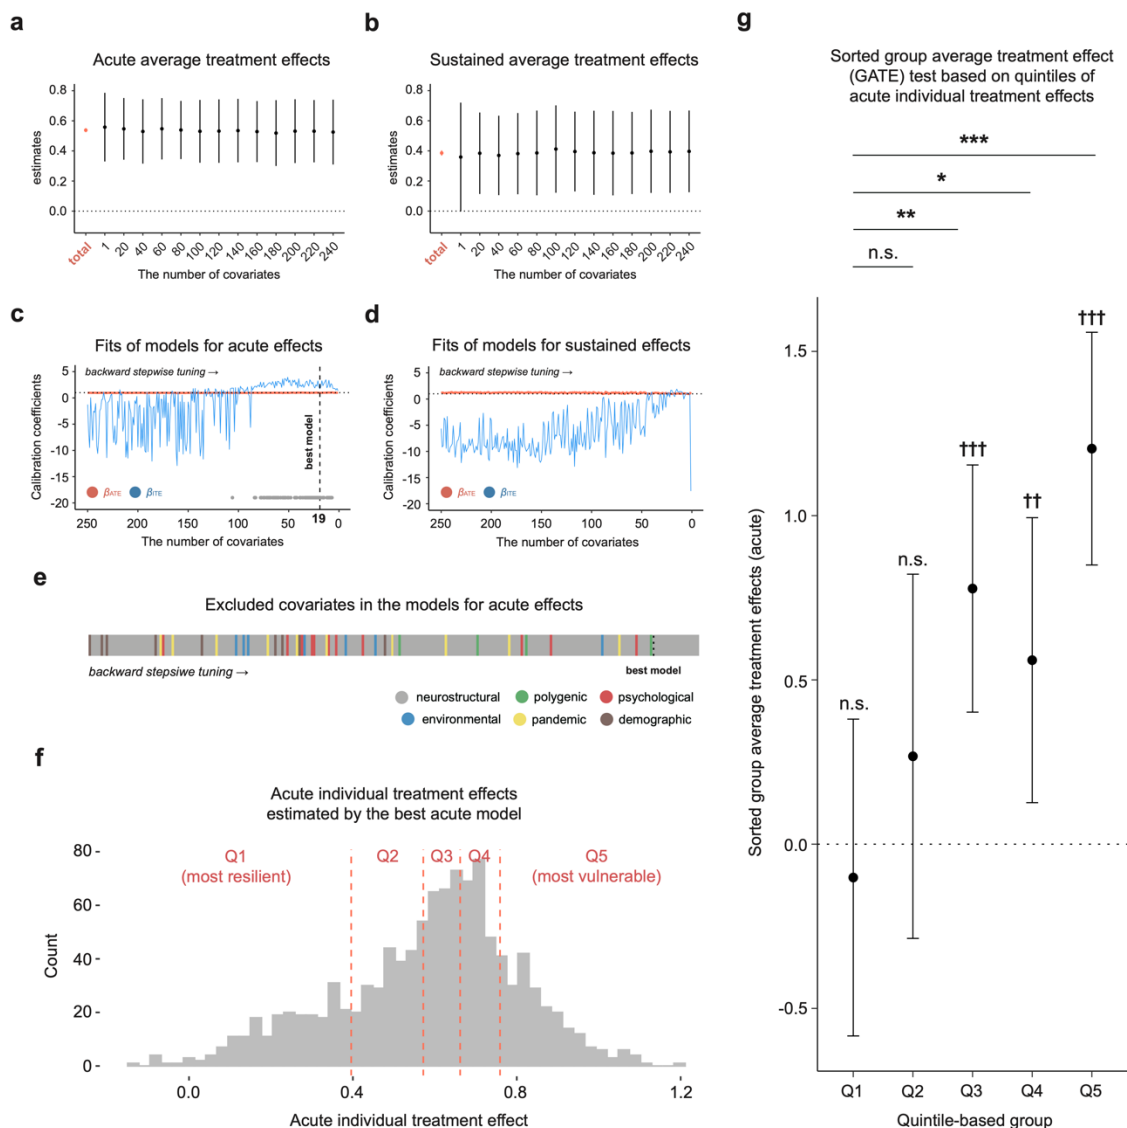 a
Acute average treatment effects
estimates
0.8
0.6
0.4
0.2
0.0
total 1 20 40 60 80 100 120 140 160 180 200 220 240
The number of covariates
b
Sustained average treatment effects
estimates
0.8
0.6
0.4
0.2
0.0
total 1 20 40 60 80 100 120 140 160 180 200 220 240
The number of covariates
c
Fits of models for acute effects
backward stepwise tuning →
Calibration coefficients
5
0
-5
-10
-15
-20
best model
βATE βITE
250 200 150 100 50 19 0
The number of covariates
d
Fits of models for sustained effects
backward stepwise tuning →
Calibration coefficients
5
0
-5
-10
-15
-20
βATE βITE
250 200 150 100 50 0
The number of covariates
e
Excluded covariates in the models for acute effects
backward stepsiwe tuning →
best model
neurostructural polygenic psychological
environmental pandemic demographic
f
Acute individual treatment effects
estimated by the best acute model
Count
80
60
40
20
0
Q1
(most resilient)
Q2
Q3
Q4
Q5
(most vulnerable)
0.0 0.4 0.8 1.2
Acute individual treatment effect
g
Sorted group average treatment effect
(GATE) test based on quintiles of
acute individual treatment effects
***
*
**
n.s.
Sorted group average treatment effects (acute)
1.5
1.0
0.5
0.0
-0.5
n.s.
n.s.
†††
††
†††
Q1 Q2 Q3 Q4 Q5
Quintile-based group